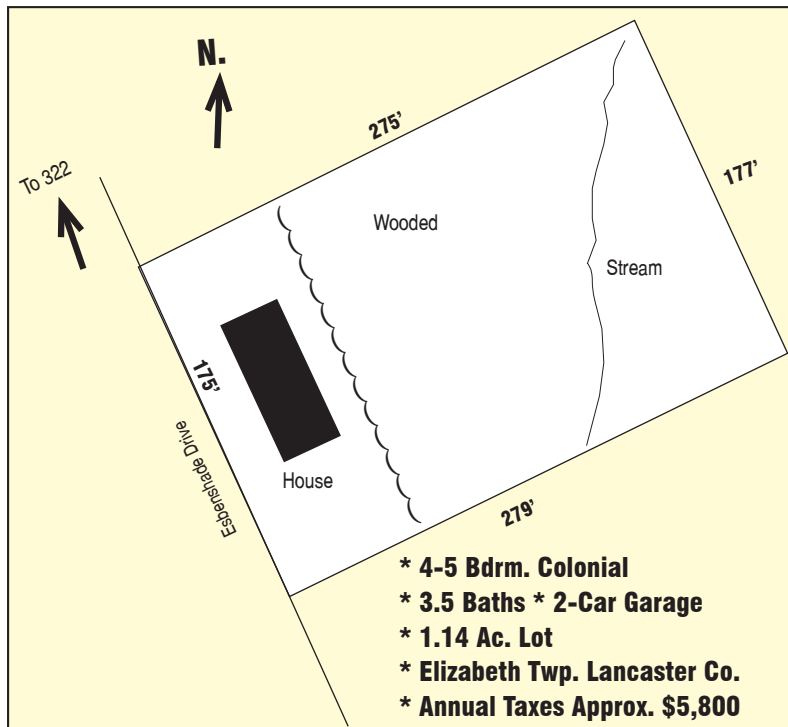 N.
To 322
275'
177'
Wooded
Stream
175'
Esbenshade Drive
House
279'
* 4-5 Bdrm. Colonial
* 3.5 Baths * 2-Car Garage
* 1.14 Ac. Lot
* Elizabeth Twp. Lancaster Co.
* Annual Taxes Approx. $5,800